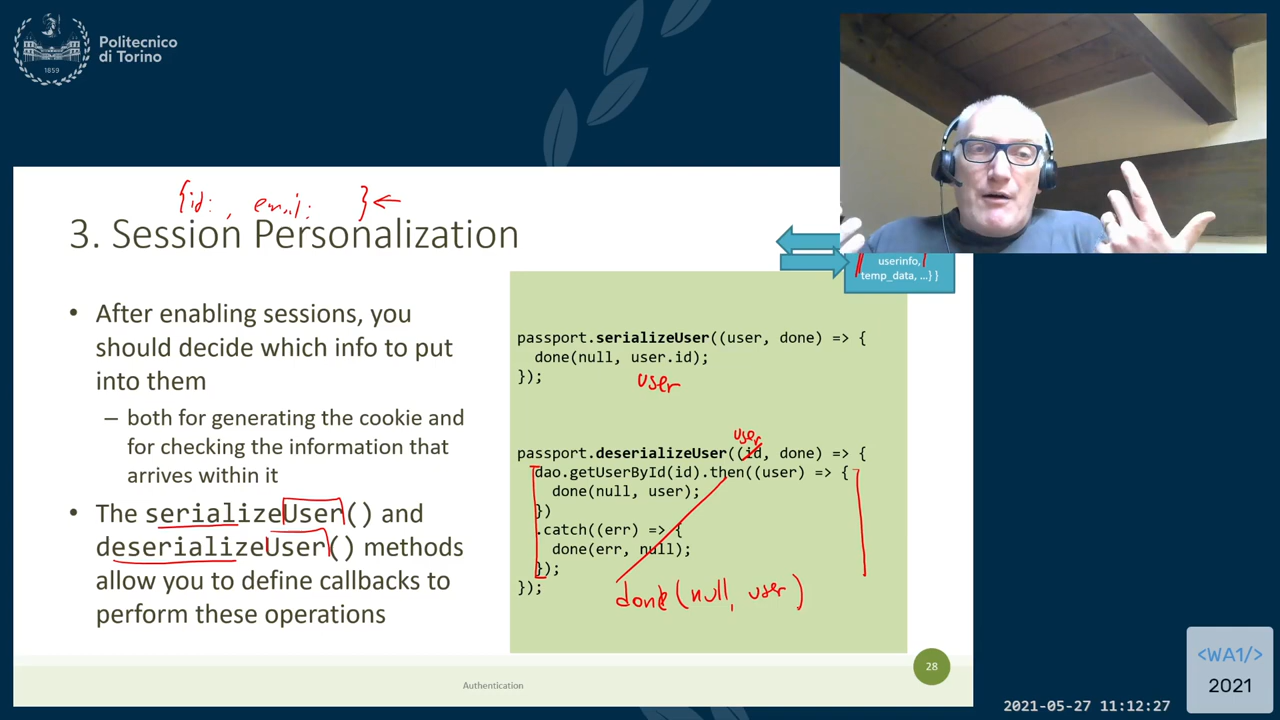 Politecnico
di Torino
1859
{id: , email: } ←
3. Session Personalization
userinfo,
temp_data, ...} }
• After enabling sessions, you
should decide which info to put
into them
– both for generating the cookie and
for checking the information that
arrives within it
• The serializeUser() and
deserializeUser() methods
allow you to define callbacks to
perform these operations
passport.serializeUser((user, done) => {
done(null, user.id);
});
user
user
passport.deserializeUser((id, done) => {
dao.getUserById(id).then((user) => {
done(null, user);
})
.catch((err) => {
done(err, null);
});
});
done(null, user)
28
Authentication
<WA1/>
2021
2021-05-27 11:12:27